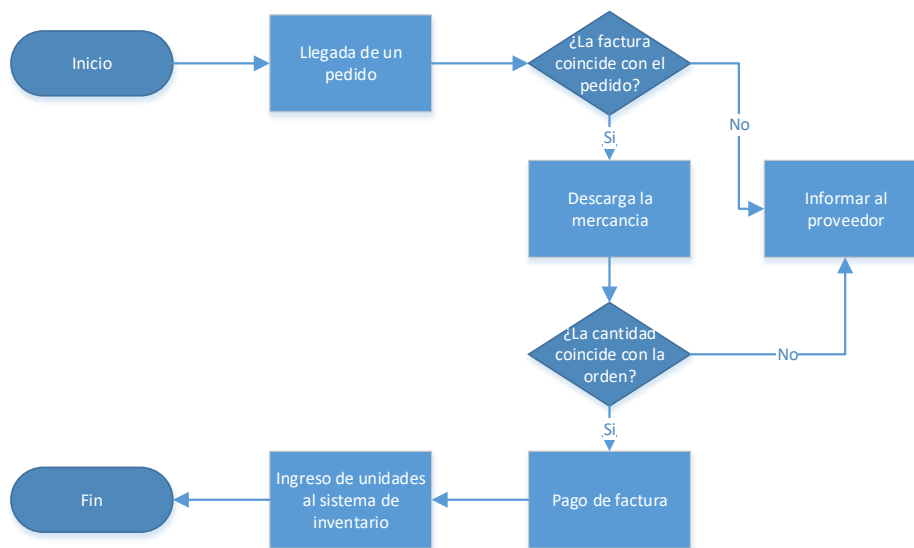 Inicio
Llegada de un
pedido
¿La factura
coincide con el
pedido?
No
Si
Descarga la
mercancia
Informar al
proveedor
¿La cantidad
coincide con la
orden?
No
Si
Fin
Ingreso de unidades
al sistema de
inventario
Pago de factura